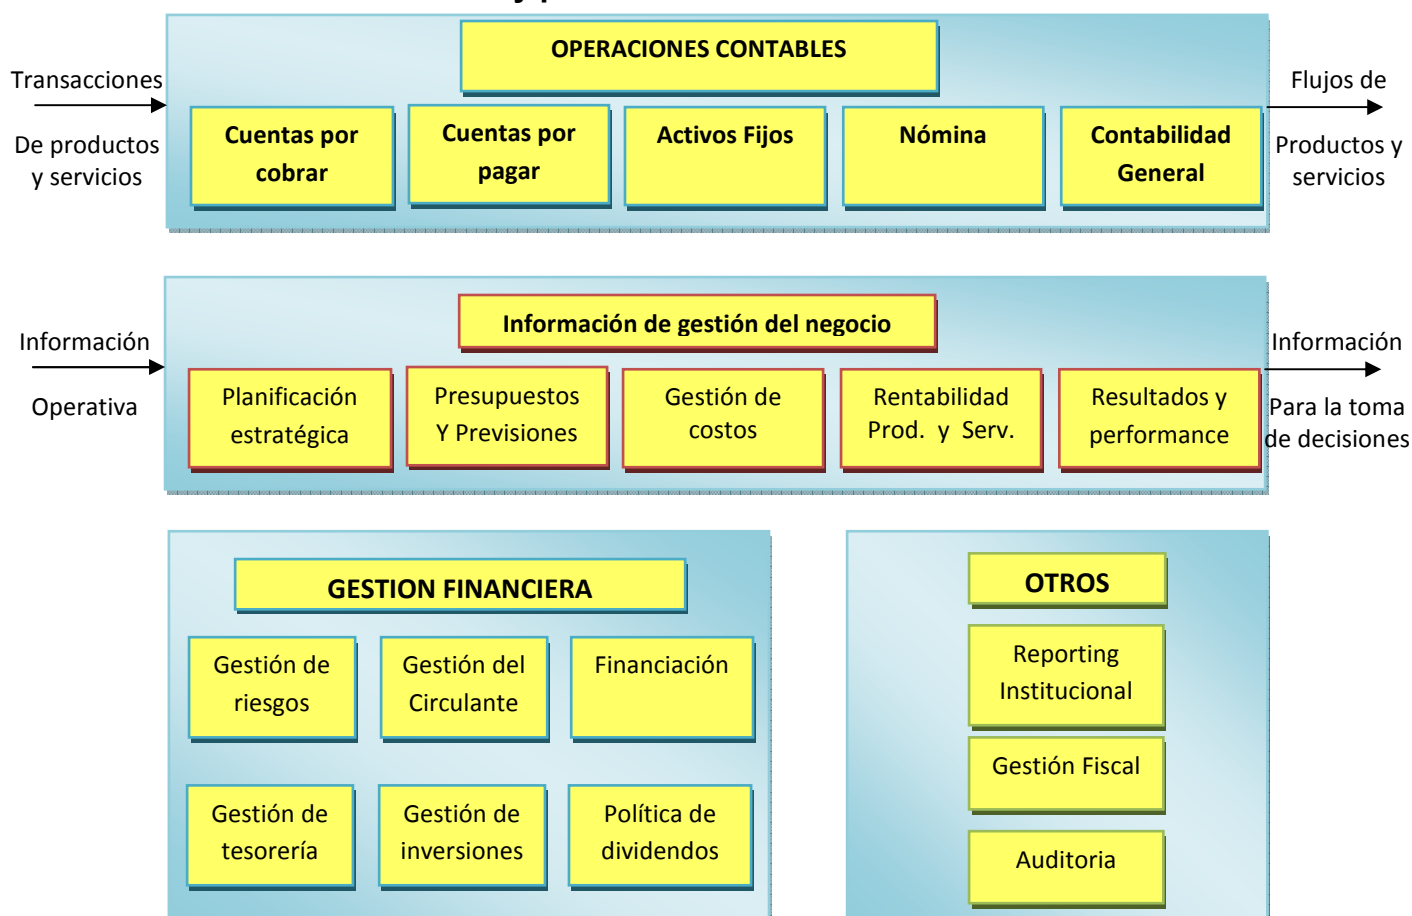 OPERACIONES CONTABLES
Transacciones
De productos
y servicios
Cuentas por
cobrar
Cuentas por
pagar
Activos Fijos
Nómina
Contabilidad
General
Flujos de
Productos y
servicios
Información de gestión del negocio
Información
Operativa
Planificación
estratégica
Presupuestos
Y Previsiones
Gestión de
costos
Rentabilidad
Prod. y Serv.
Resultados y
performance
Información
Para la toma
de decisiones
GESTION FINANCIERA
Gestión de
riesgos
Gestión del
Circulante
Financiación
Gestión de
tesorería
Gestión de
inversiones
Política de
dividendos
OTROS
Reporting
Institucional
Gestión Fiscal
Auditoria